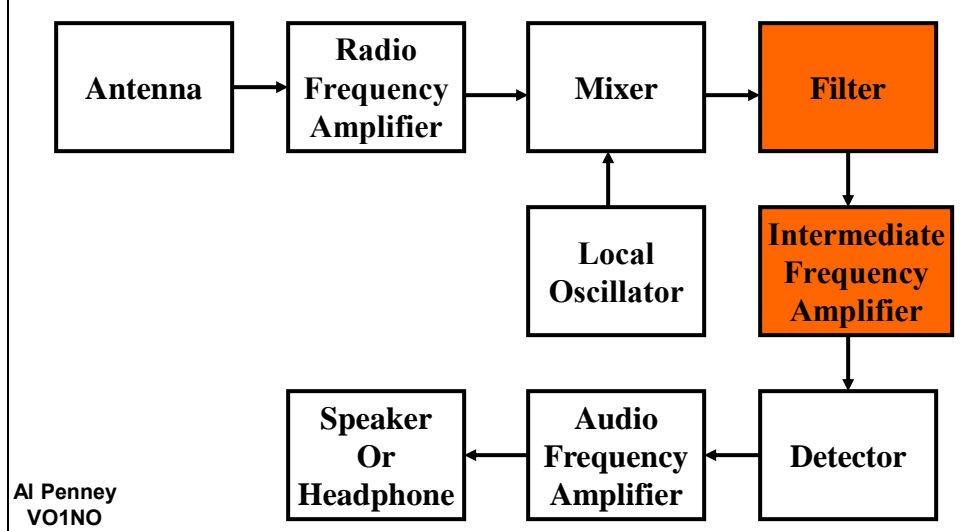 Antenna
Radio
Frequency
Amplifier
Mixer
Filter
Local
Oscillator
Intermediate
Frequency
Amplifier
Speaker
Or
Headphone
Audio
Frequency
Amplifier
Detector
Al Penney
VO1NO